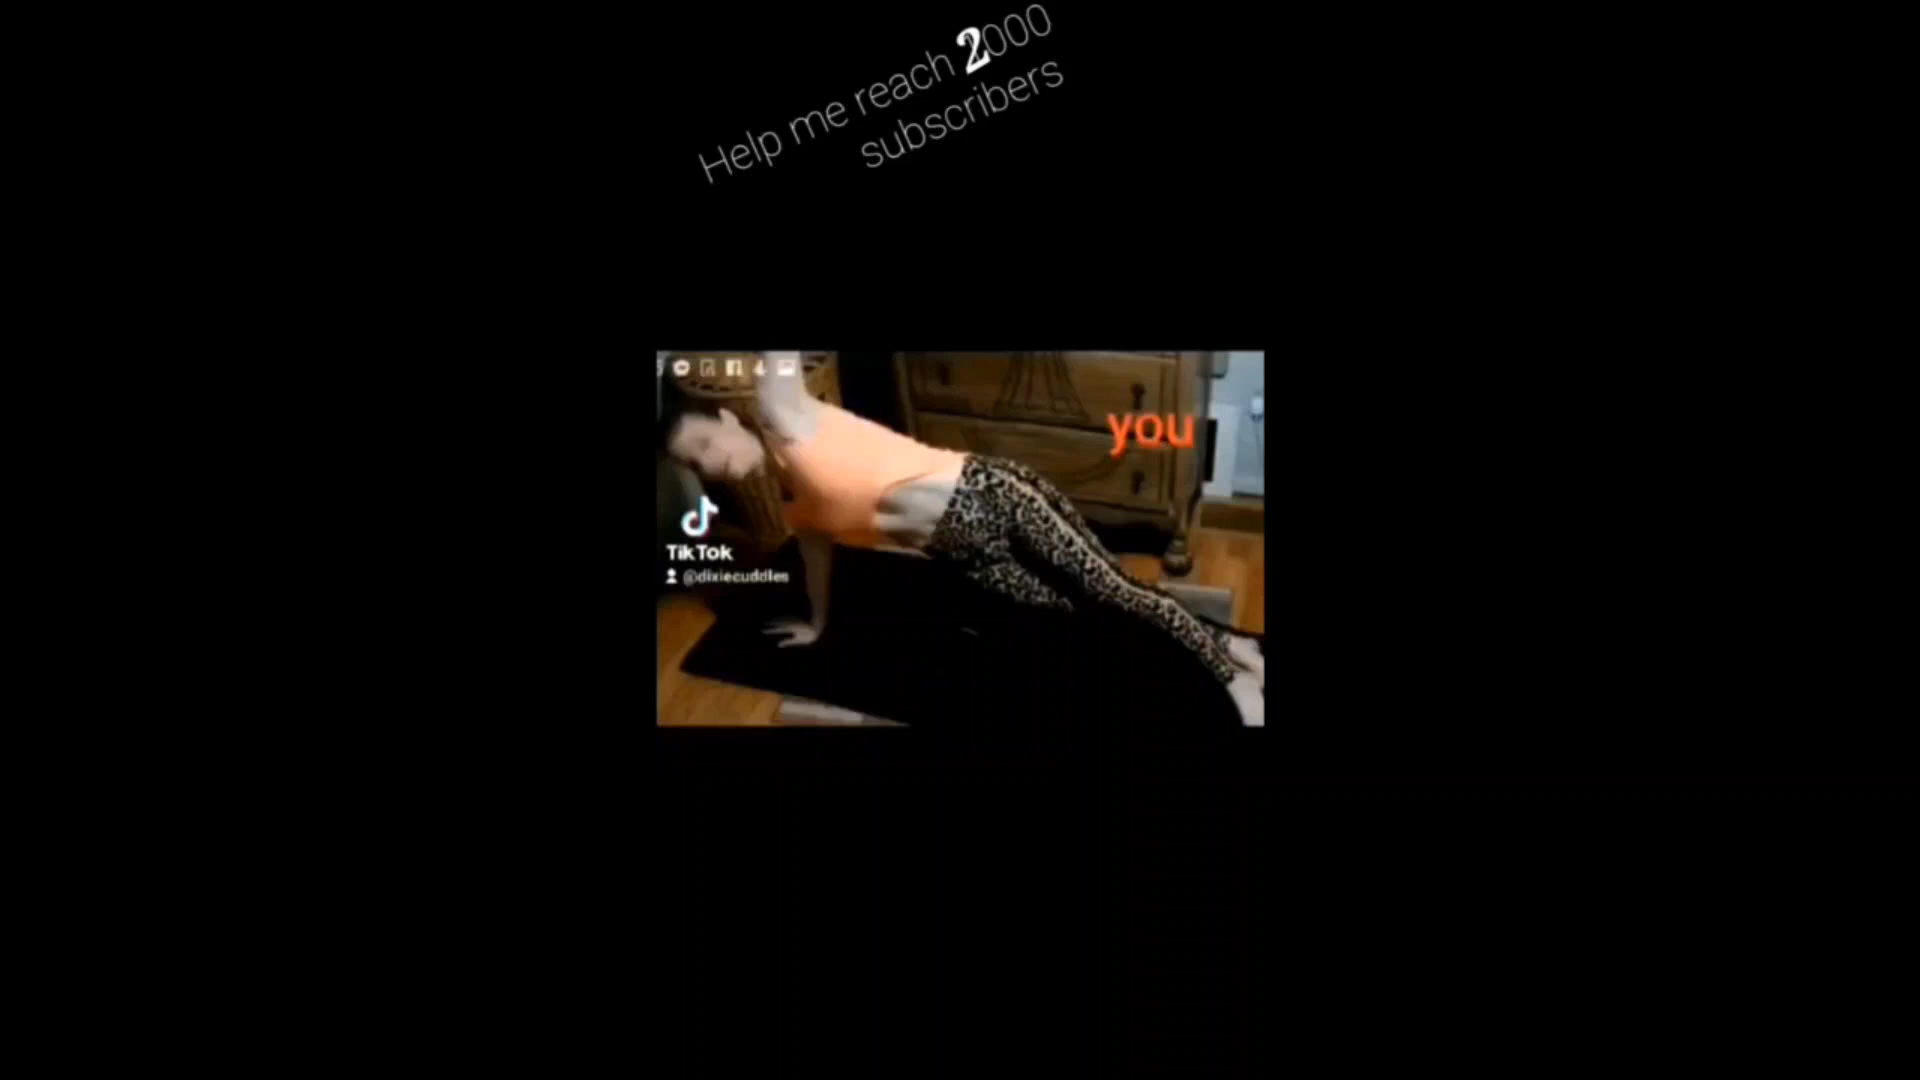 Help me reach 2000
subscribers
you
TikTok
@dixiecuddles